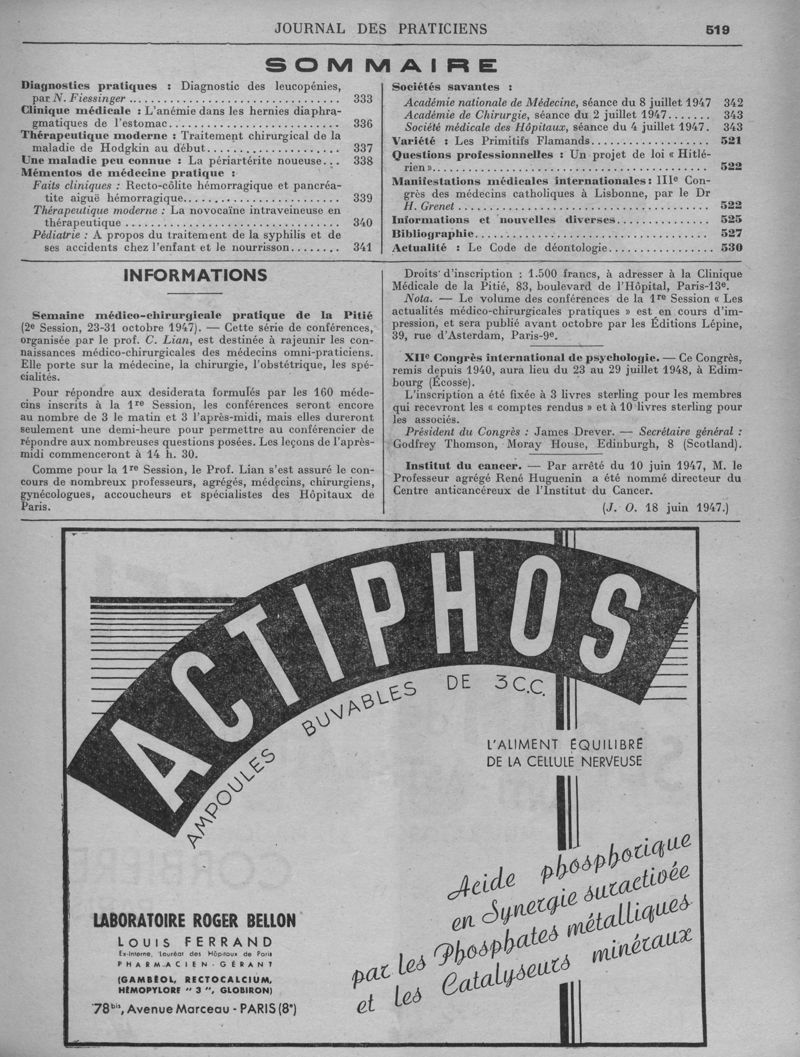 JOURNAL DES PRATICIENS
519
SOMMAIRE
Diagnostics pratiques : Diagnostic des leucopénies,
par N. Fiessinger .................................. 333
Clinique médicale : L'anémie dans les hernies diaphra-
gmatiques de l'estomac ........................... 336
Thérapeutique moderne : Traitement chirurgical de la
maladie de Hodgkin au début..................... 337
Une maladie peu connue : La périartérite noueuse... 338
Mémentos de médecine pratique :
Faits cliniques : Recto-côlite hémorragique et pancréa-
tite aiguë hémorragique......................... 339
Thérapeutique moderne : La novocaïne intraveineuse en
thérapeutique ................................... 340
Pédiatrie : A propos du traitement de la syphilis et de
ses accidents chez l'enfant et le nourrisson........ 341
Sociétés savantes :
Académie nationale de Médecine, séance du 8 juillet 1947 342
Académie de Chirurgie, séance du 2 juillet 1947....... 343
Société médicale des Hôpitaux, séance du 4 juillet 1947. 343
Variété : Les Primitifs Flamands................... 521
Questions professionnelles : Un projet de loi « Hitlé-
rien »............................................. 522
Manifestations médicales internationales : IIIe Con-
grès des médecins catholiques à Lisbonne, par le Dr
H. Grenet......................................... 522
Informations et nouvelles diverses............... 525
Bibliographie...................................... 527
Actualité : Le Code de déontologie................. 530
INFORMATIONS
Semaine médico-chirurgicale pratique de la Pitié
(2e Session, 23-31 octobre 1947). — Cette série de conférences,
organisée par le prof. C. Lian, est destinée à rajeunir les con-
naissances médico-chirurgicales des médecins omni-praticiens.
Elle porte sur la médecine, la chirurgie, l'obstétrique, les spé-
cialités.
Pour répondre aux desiderata formulés par les 160 méde-
cins inscrits à la 1re Session, les conférences seront encore
au nombre de 3 le matin et 3 l'après-midi, mais elles dureront
seulement une demi-heure pour permettre au conférencier de
répondre aux nombreuses questions posées. Les leçons de l'après-
midi commenceront à 14 h. 30.
Comme pour la 1re Session, le Prof. Lian s'est assuré le con-
cours de nombreux professeurs, agrégés, médecins, chirurgiens,
gynécologues, accoucheurs et spécialistes des Hôpitaux de
Paris.
Droits d'inscription : 1.500 francs, à adresser à la Clinique
Médicale de la Pitié, 83, boulevard de l'Hôpital, Paris-13e.
Nota. — Le volume des conférences de la 1re Session « Les
actualités médico-chirurgicales pratiques » est en cours d'im-
pression, et sera publié avant octobre par les Éditions Lépine,
39, rue d'Asterdam, Paris-9e.
XIIe Congrès international de psychologie. — Ce Congrès,
remis depuis 1940, aura lieu du 23 au 29 juillet 1948, à Edim-
bourg (Écosse).
L'inscription a été fixée à 3 livres sterling pour les membres
qui recevront les « comptes rendus » et à 10 livres sterling pour
les associés.
Président du Congrès : James Drever. — Secrétaire général :
Godfrey Thomson, Moray House, Edinburgh, 8 (Scotland).
Institut du cancer. — Par arrêté du 10 juin 1947, M. le
Professeur agrégé René Huguenin a été nommé directeur du
Centre anticancéreux de l'Institut du Cancer.
(J. O. 18 juin 1947.)
ACTIPHOS
AMPOULES BUVABLES DE 3 C.C.
L'ALIMENT ÉQUILIBRÉ
DE LA CELLULE NERVEUSE
Acide phosphorique
en Synergie suractivée
par les Phosphates métalliques
et les Catalyseurs minéraux
LABORATOIRE ROGER BELLON
LOUIS FERRAND
Ex-Interne, Lauréat des Hôpitaux de Paris
PHARMACIEN-GÉRANT
(GAMBÉOL, RECTOCALCIUM,
HÉMOPYLORE " 3 ", GLOBIRON)
78bis, Avenue Marceau - PARIS (8e)